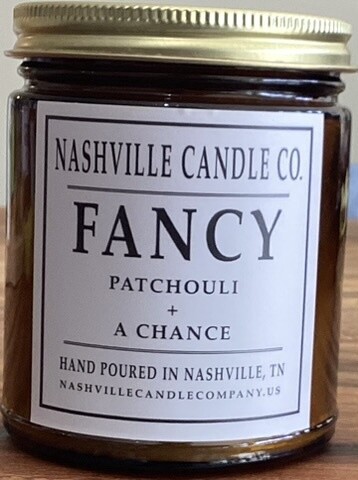 NASHVILLE CANDLE CO.
FANCY
PATCHOULI
+
A CHANCE
HAND POURED IN NASHVILLE, TN
NASHVILLECANDLECOMPANY.US